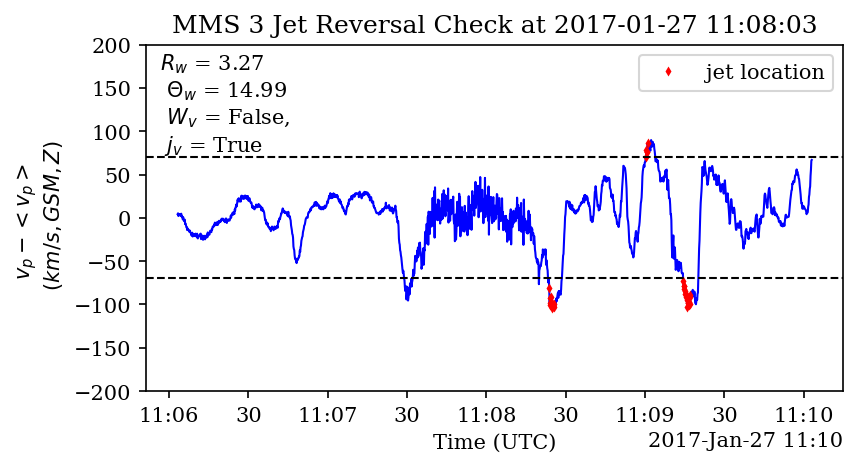 MMS 3 Jet Reversal Check at 2017-01-27 11:08:03
R_w = 3.27
Θ_w = 14.99
W_v = False,
j_v = True
jet location
200
150
100
50
0
−50
−100
−150
−200
v_p − < v_p >
(km/s, GSM, Z)
11:06 30 11:07 30 11:08 30 11:09 30 11:10
Time (UTC)
2017-Jan-27 11:10